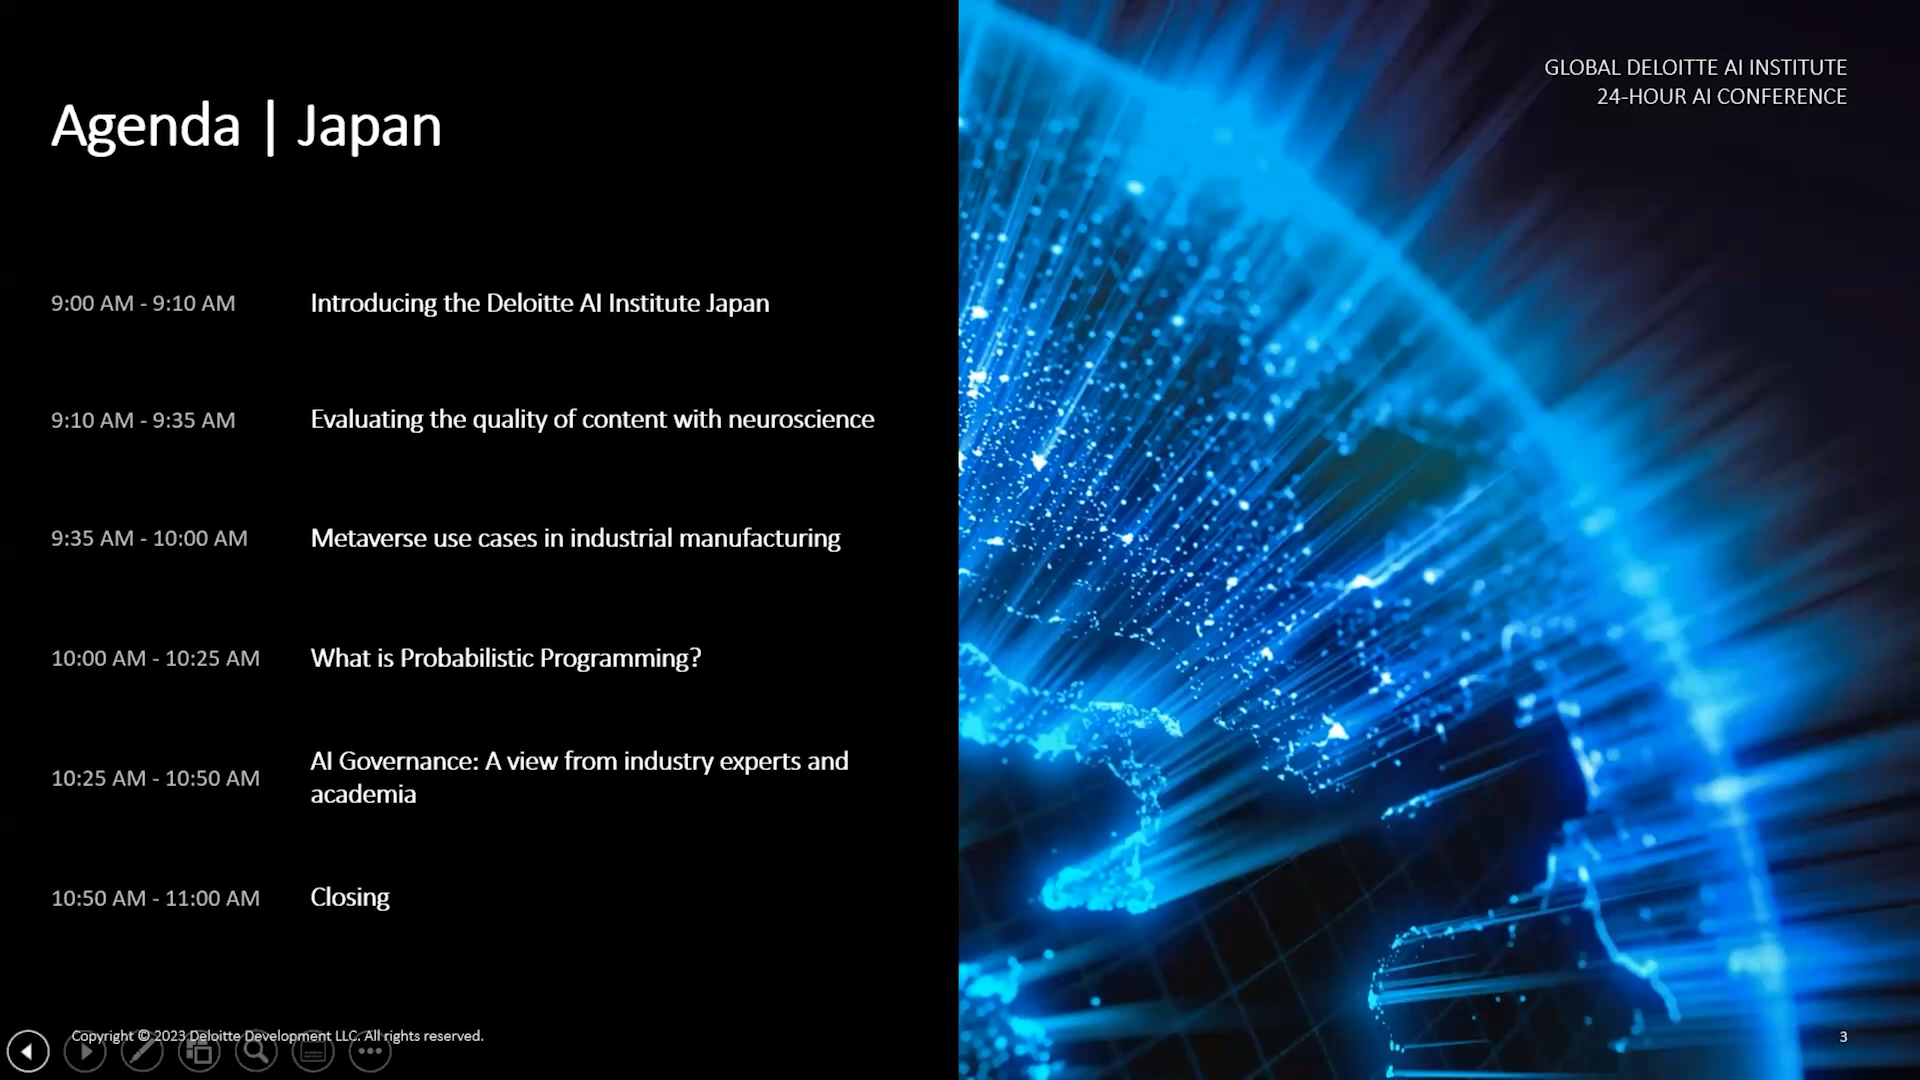 GLOBAL DELOITTE AI INSTITUTE
24-HOUR AI CONFERENCE
Agenda | Japan
9:00 AM - 9:10 AM Introducing the Deloitte AI Institute Japan
9:10 AM - 9:35 AM Evaluating the quality of content with neuroscience
9:35 AM - 10:00 AM Metaverse use cases in industrial manufacturing
10:00 AM - 10:25 AM What is Probabilistic Programming?
10:25 AM - 10:50 AM AI Governance: A view from industry experts and
academia
10:50 AM - 11:00 AM Closing
Copyright © 2023 Deloitte Development LLC. All rights reserved.
3